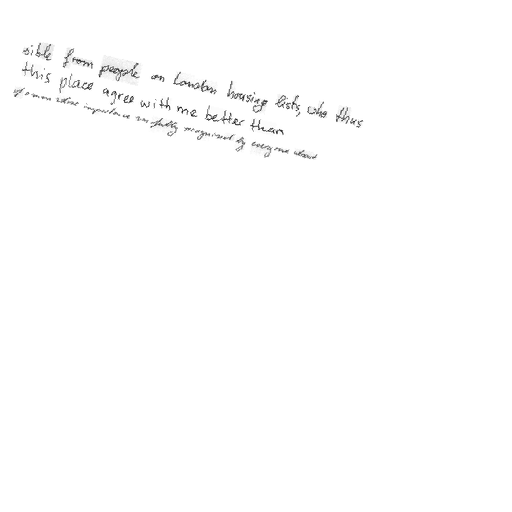 sible from people on London housing lists, who thus
this place agree with me better than
of a man whose importance was fully recognised by everyone about